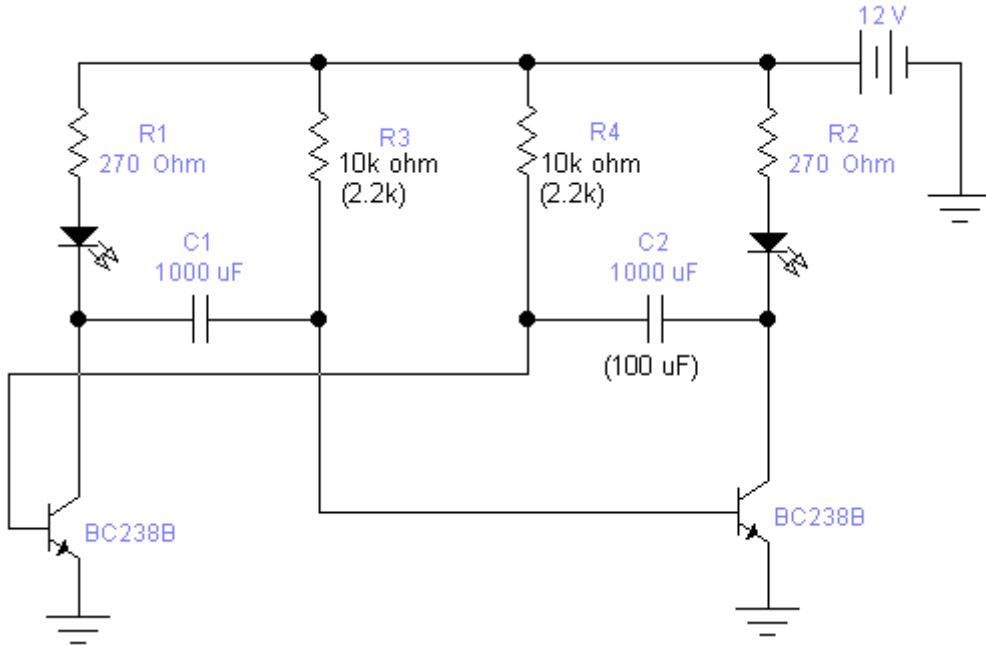 12 V
R1
270 Ohm
R3
10k ohm
(2.2k)
R4
10k ohm
(2.2k)
R2
270 Ohm
C1
1000 uF
C2
1000 uF
(100 uF)
BC238B
BC238B